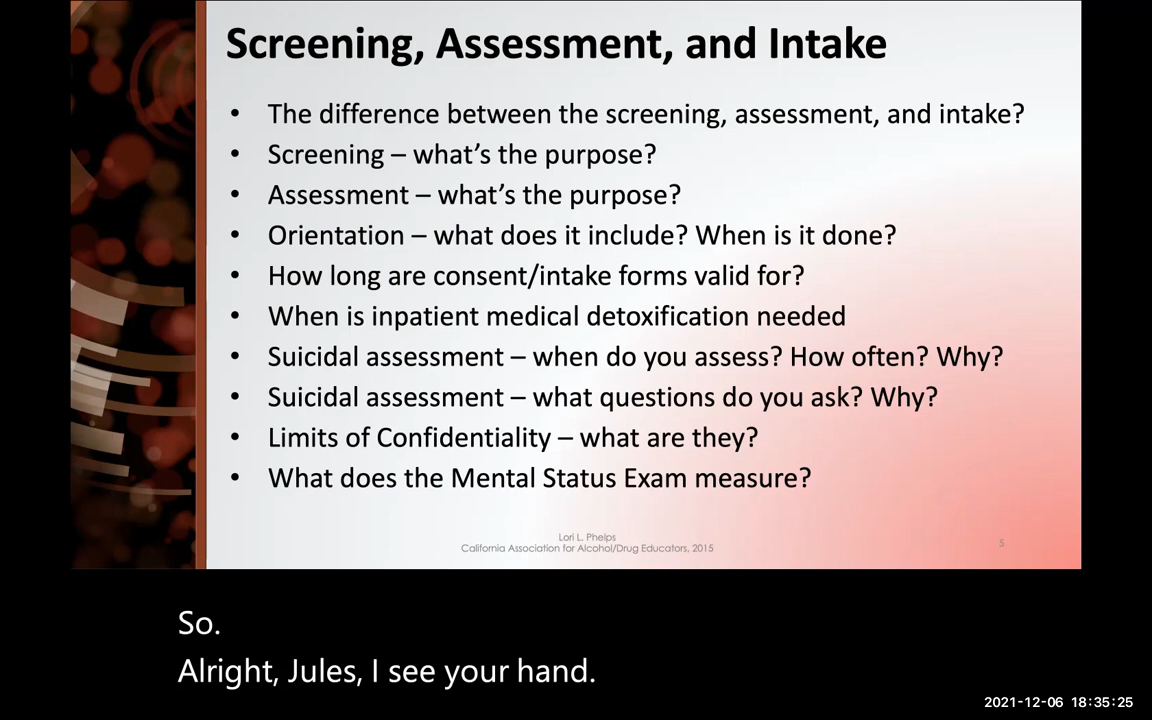 Screening, Assessment, and Intake
• The difference between the screening, assessment, and intake?
• Screening – what's the purpose?
• Assessment – what's the purpose?
• Orientation – what does it include? When is it done?
• How long are consent/intake forms valid for?
• When is inpatient medical detoxification needed
• Suicidal assessment – when do you assess? How often? Why?
• Suicidal assessment – what questions do you ask? Why?
• Limits of Confidentiality – what are they?
• What does the Mental Status Exam measure?
Lori L. Phelps
California Association for Alcohol/Drug Educators, 2015
5
So.
Alright, Jules, I see your hand.
2021-12-06 18:35:25